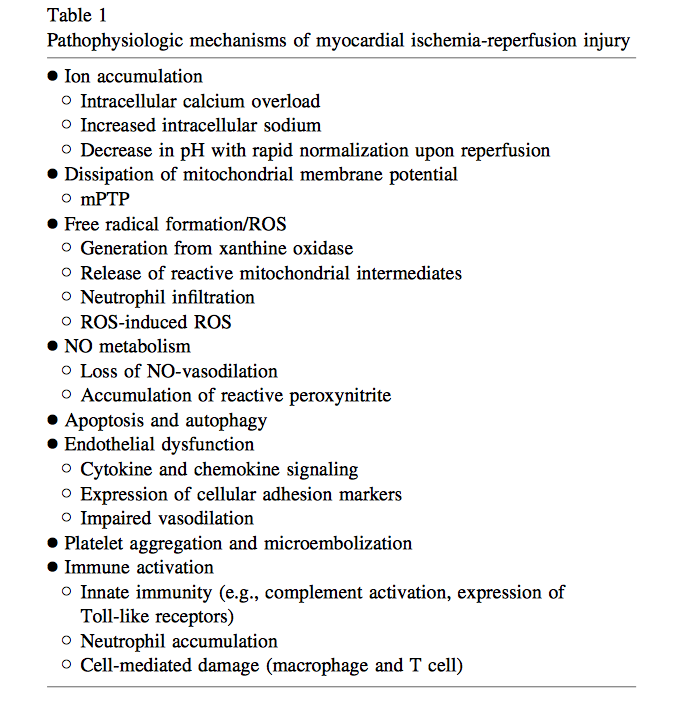 Table 1
Pathophysiologic mechanisms of myocardial ischemia-reperfusion injury
● Ion accumulation
○ Intracellular calcium overload
○ Increased intracellular sodium
○ Decrease in pH with rapid normalization upon reperfusion
● Dissipation of mitochondrial membrane potential
○ mPTP
● Free radical formation/ROS
○ Generation from xanthine oxidase
○ Release of reactive mitochondrial intermediates
○ Neutrophil infiltration
○ ROS-induced ROS
● NO metabolism
○ Loss of NO-vasodilation
○ Accumulation of reactive peroxynitrite
● Apoptosis and autophagy
● Endothelial dysfunction
○ Cytokine and chemokine signaling
○ Expression of cellular adhesion markers
○ Impaired vasodilation
● Platelet aggregation and microembolization
● Immune activation
○ Innate immunity (e.g., complement activation, expression of
Toll-like receptors)
○ Neutrophil accumulation
○ Cell-mediated damage (macrophage and T cell)